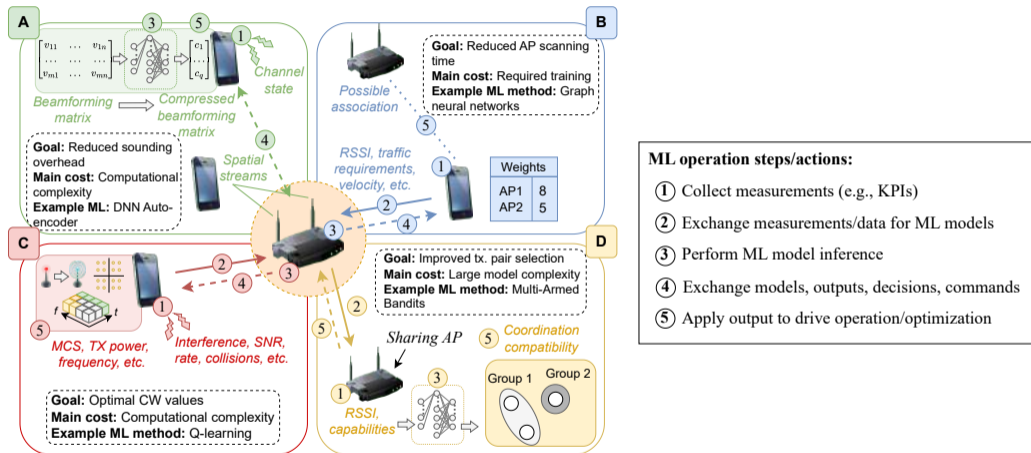 A
3
5
1
v11 ... v1n
... ... ...
vm1 ... vmn
c1
...
cq
Channel
state
Beamforming
matrix
Compressed
beamforming
matrix
4
Goal: Reduced sounding
overhead
Main cost: Computational
complexity
Example ML: DNN Auto-
encoder
Spatial
streams
B
Goal: Reduced AP scanning
time
Main cost: Required training
Example ML method: Graph
neural networks
Possible
association
5
RSSI, traffic
requirements,
velocity, etc.
1
Weights
AP1 8
AP2 5
2
3
4
C
2
3
4
1
f
t
5
MCS, TX power,
frequency, etc.
Interference, SNR,
rate, collisions, etc.
Goal: Optimal CW values
Main cost: Computational complexity
Example ML method: Q-learning
D
Goal: Improved tx. pair selection
Main cost: Large model complexity
Example ML method: Multi-Armed
Bandits
2
5
Sharing AP
5
Coordination
compatibility
1
3
RSSI,
capabilities
Group 1
Group 2
ML operation steps/actions:
1 Collect measurements (e.g., KPIs)
2 Exchange measurements/data for ML models
3 Perform ML model inference
4 Exchange models, outputs, decisions, commands
5 Apply output to drive operation/optimization